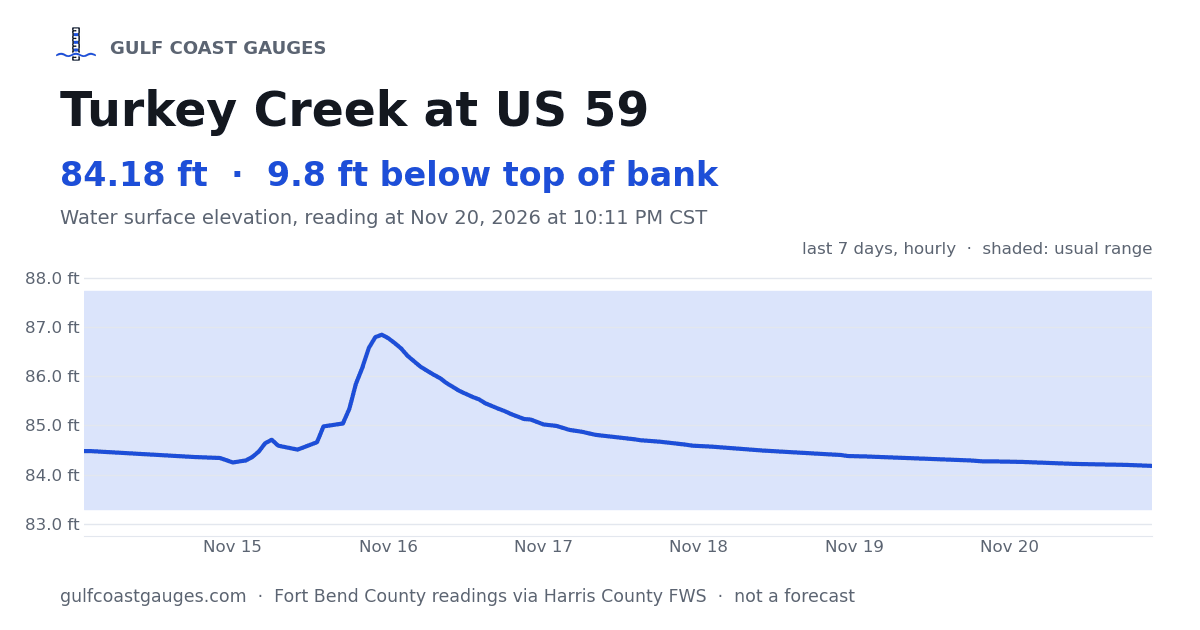 GULF COAST GAUGES
Turkey Creek at US 59
84.18 ft · 9.8 ft below top of bank
Water surface elevation, reading at Nov 20, 2026 at 10:11 PM CST
last 7 days, hourly · shaded: usual range
88.0 ft
87.0 ft
86.0 ft
85.0 ft
84.0 ft
83.0 ft
Nov 15 Nov 16 Nov 17 Nov 18 Nov 19 Nov 20
gulfcoastgauges.com · Fort Bend County readings via Harris County FWS · not a forecast